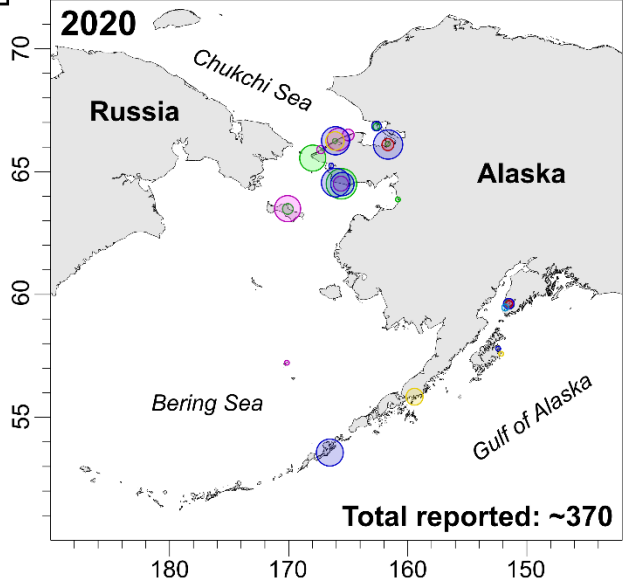 2020
Chukchi Sea
Russia
Alaska
Bering Sea
Gulf of Alaska
Total reported: ~370
70
65
60
55
180
170
160
150